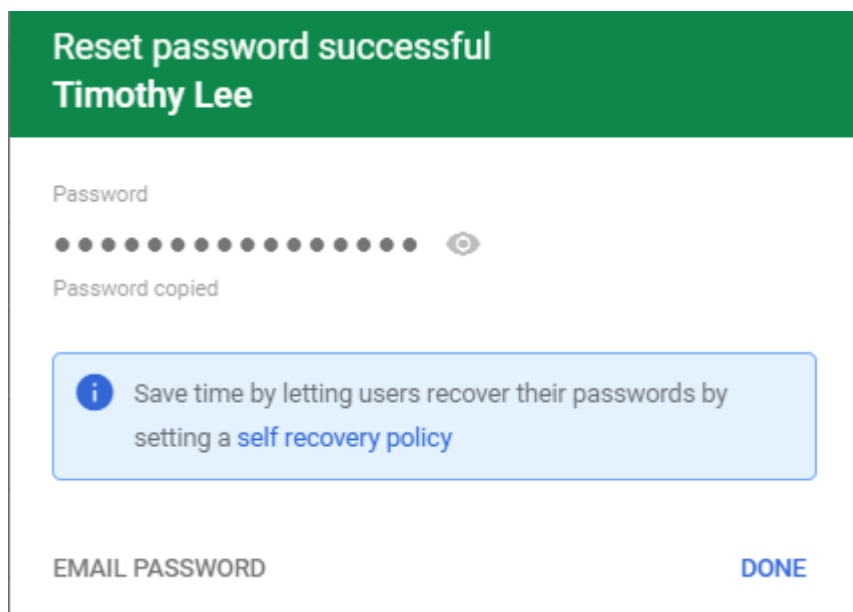 Reset password successful
Timothy Lee
Password
••••••••••••••••
Password copied
Save time by letting users recover their passwords by
setting a self recovery policy
EMAIL PASSWORD
DONE